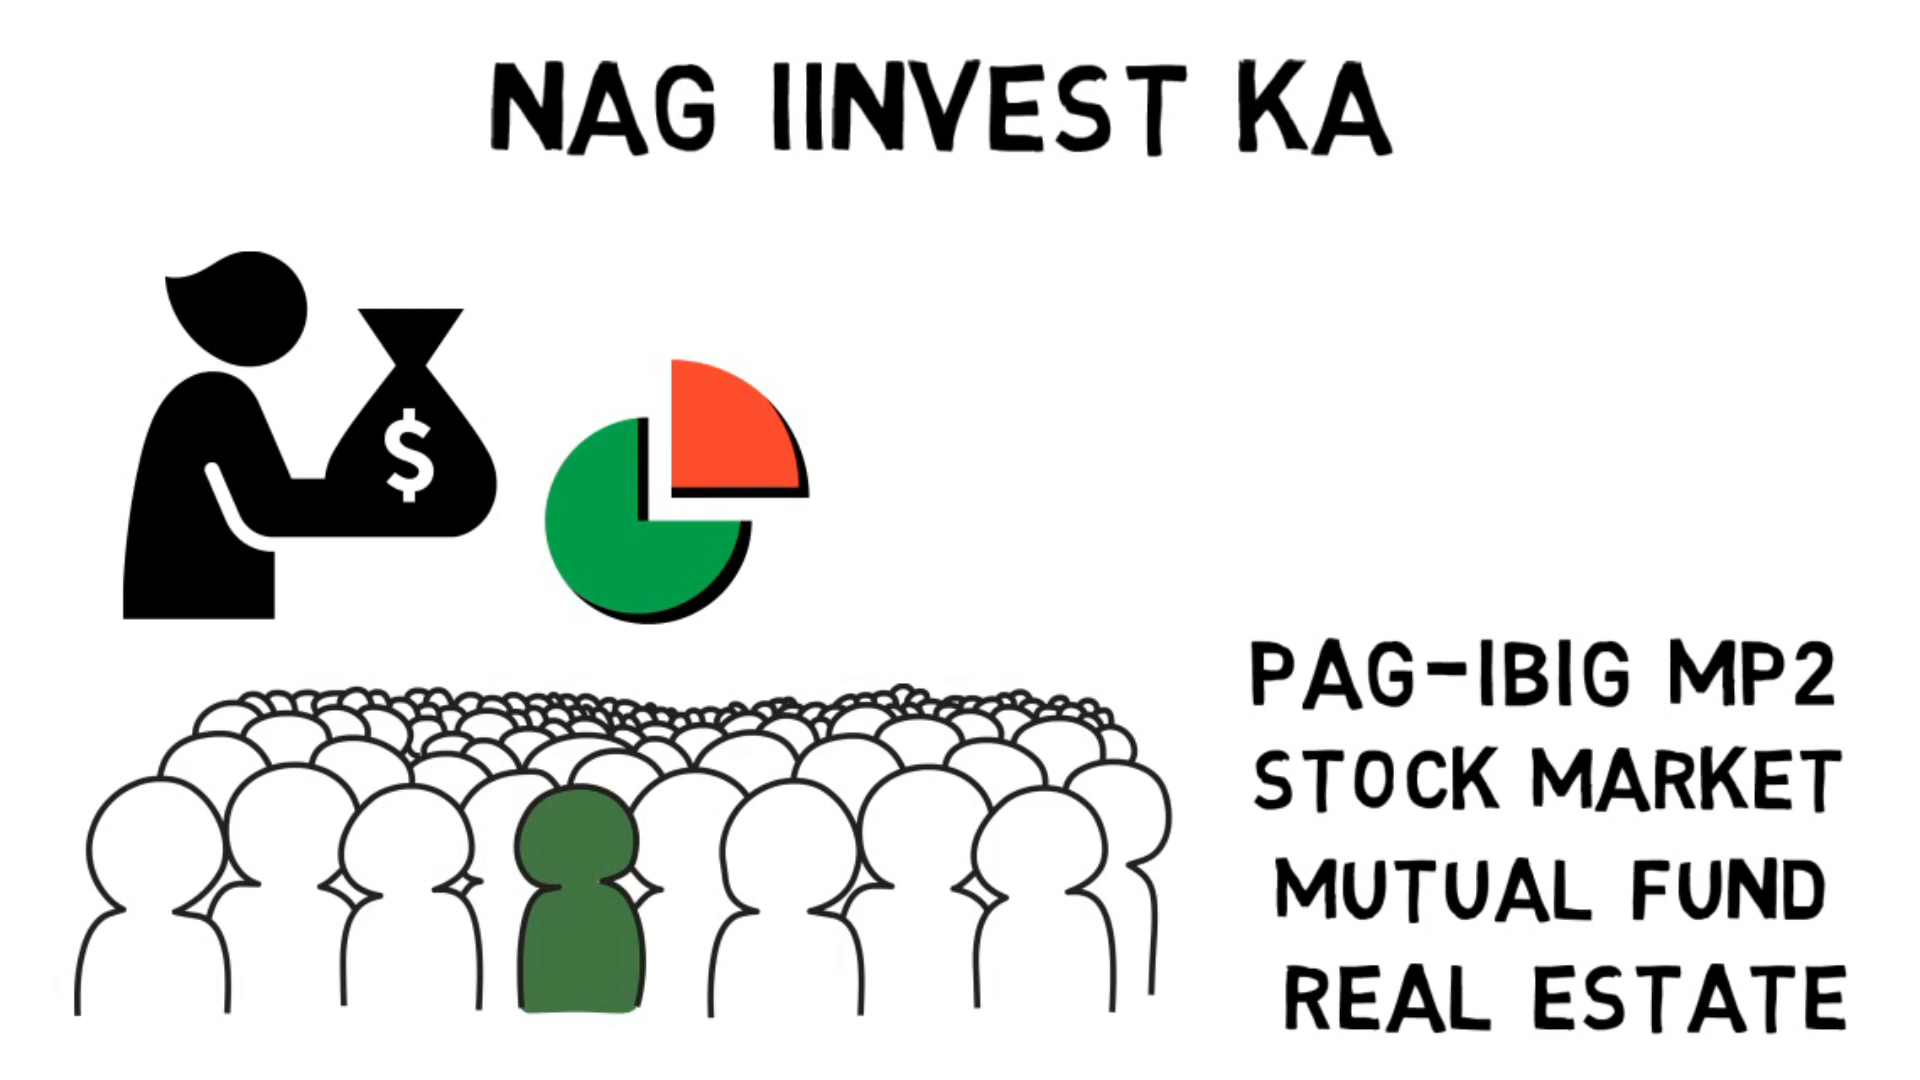 NAG IINVEST KA
$
PAG-IBIG MP2
STOCK MARKET
MUTUAL FUND
REAL ESTATE